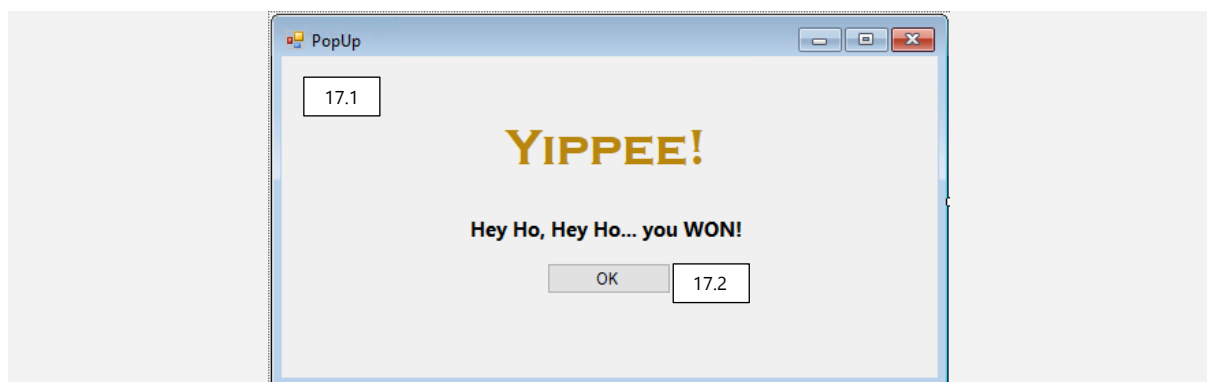 PopUp
17.1
YIPPEE!
Hey Ho, Hey Ho... you WON!
OK
17.2